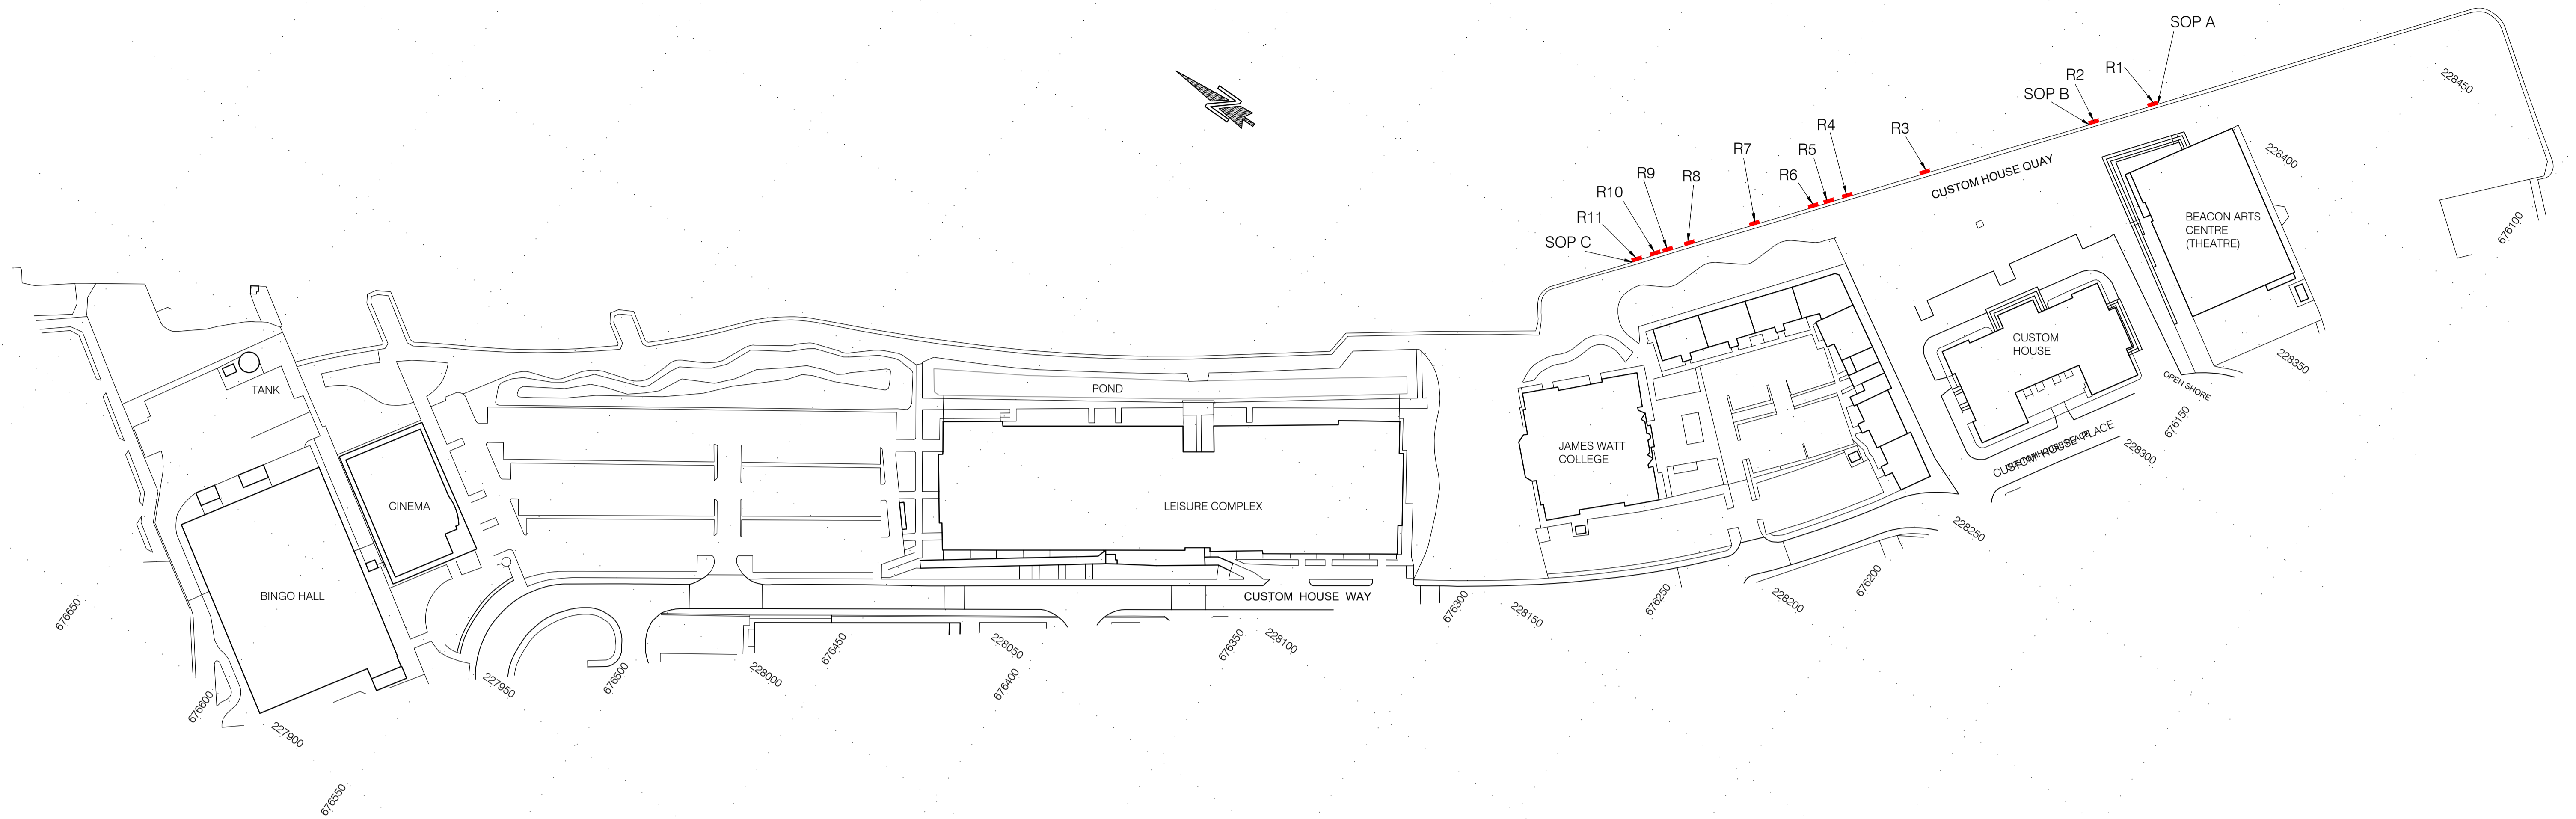 SOP A
R1
R2
SOP B
R3
R4
R5
R6
R7
R8
R9
R10
R11
SOP C
CUSTOM HOUSE QUAY
228450
228400
676100
BEACON ARTS
CENTRE
(THEATRE)
CUSTOM
HOUSE
OPEN SHORE
228350
676150
CUSTOM HOUSE PLACE
228300
TANK
POND
JAMES WATT
COLLEGE
CINEMA
LEISURE COMPLEX
BINGO HALL
CUSTOM HOUSE WAY
228250
676200
228200
676250
228150
676300
228100
676350
228050
676400
676450
228000
676500
227950
676650
676600
227900
676550